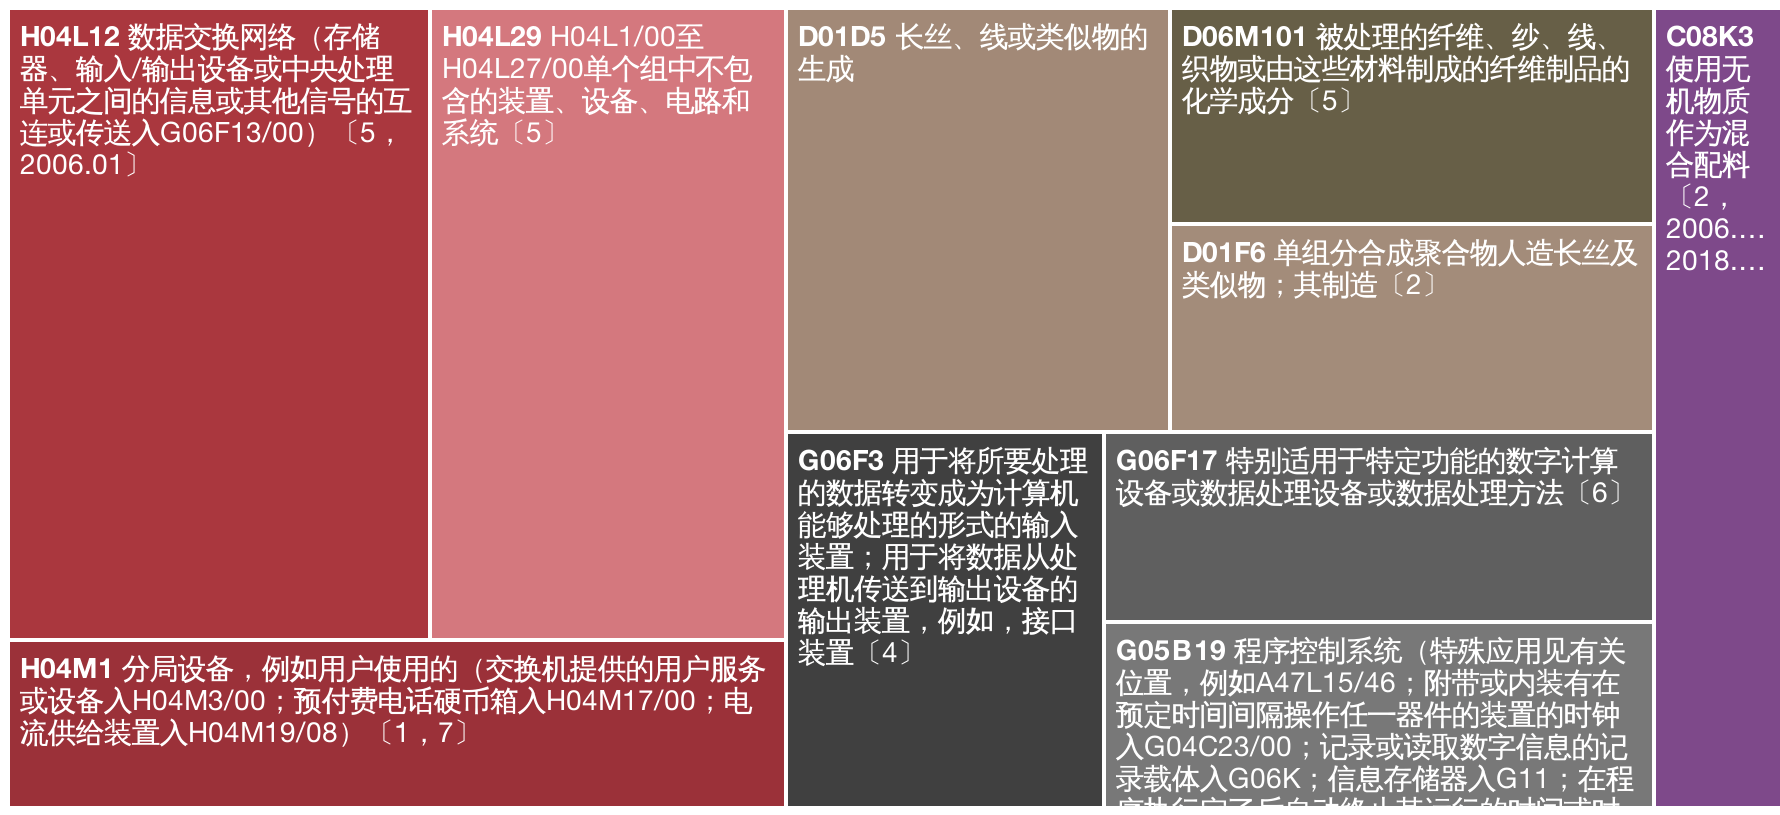 H04L12 数据交换网络（存储
器、输入/输出设备或中央处理
单元之间的信息或其他信号的互
连或传送入G06F13/00）〔5，
2006.01〕
H04L29 H04L1/00至
H04L27/00单个组中不包
含的装置、设备、电路和
系统〔5〕
D01D5 长丝、线或类似物的
生成
D06M101 被处理的纤维、纱、线、
织物或由这些材料制成的纤维制品的
化学成分〔5〕
C08K3
使用无
机物质
作为混
合配料
〔2，
2006.…
2018.…
D01F6 单组分合成聚合物人造长丝及
类似物；其制造〔2〕
G06F3 用于将所要处理
的数据转变成为计算机
能够处理的形式的输入
装置；用于将数据从处
理机传送到输出设备的
输出装置，例如，接口
装置〔4〕
G06F17 特别适用于特定功能的数字计算
设备或数据处理设备或数据处理方法〔6〕
H04M1 分局设备，例如用户使用的（交换机提供的用户服务
或设备入H04M3/00；预付费电话硬币箱入H04M17/00；电
流供给装置入H04M19/08）〔1，7〕
G05B19 程序控制系统（特殊应用见有关
位置，例如A47L15/46；附带或内装有在
预定时间间隔操作任一器件的装置的时钟
入G04C23/00；记录或读取数字信息的记
录载体入G06K；信息存储器入G11；在程